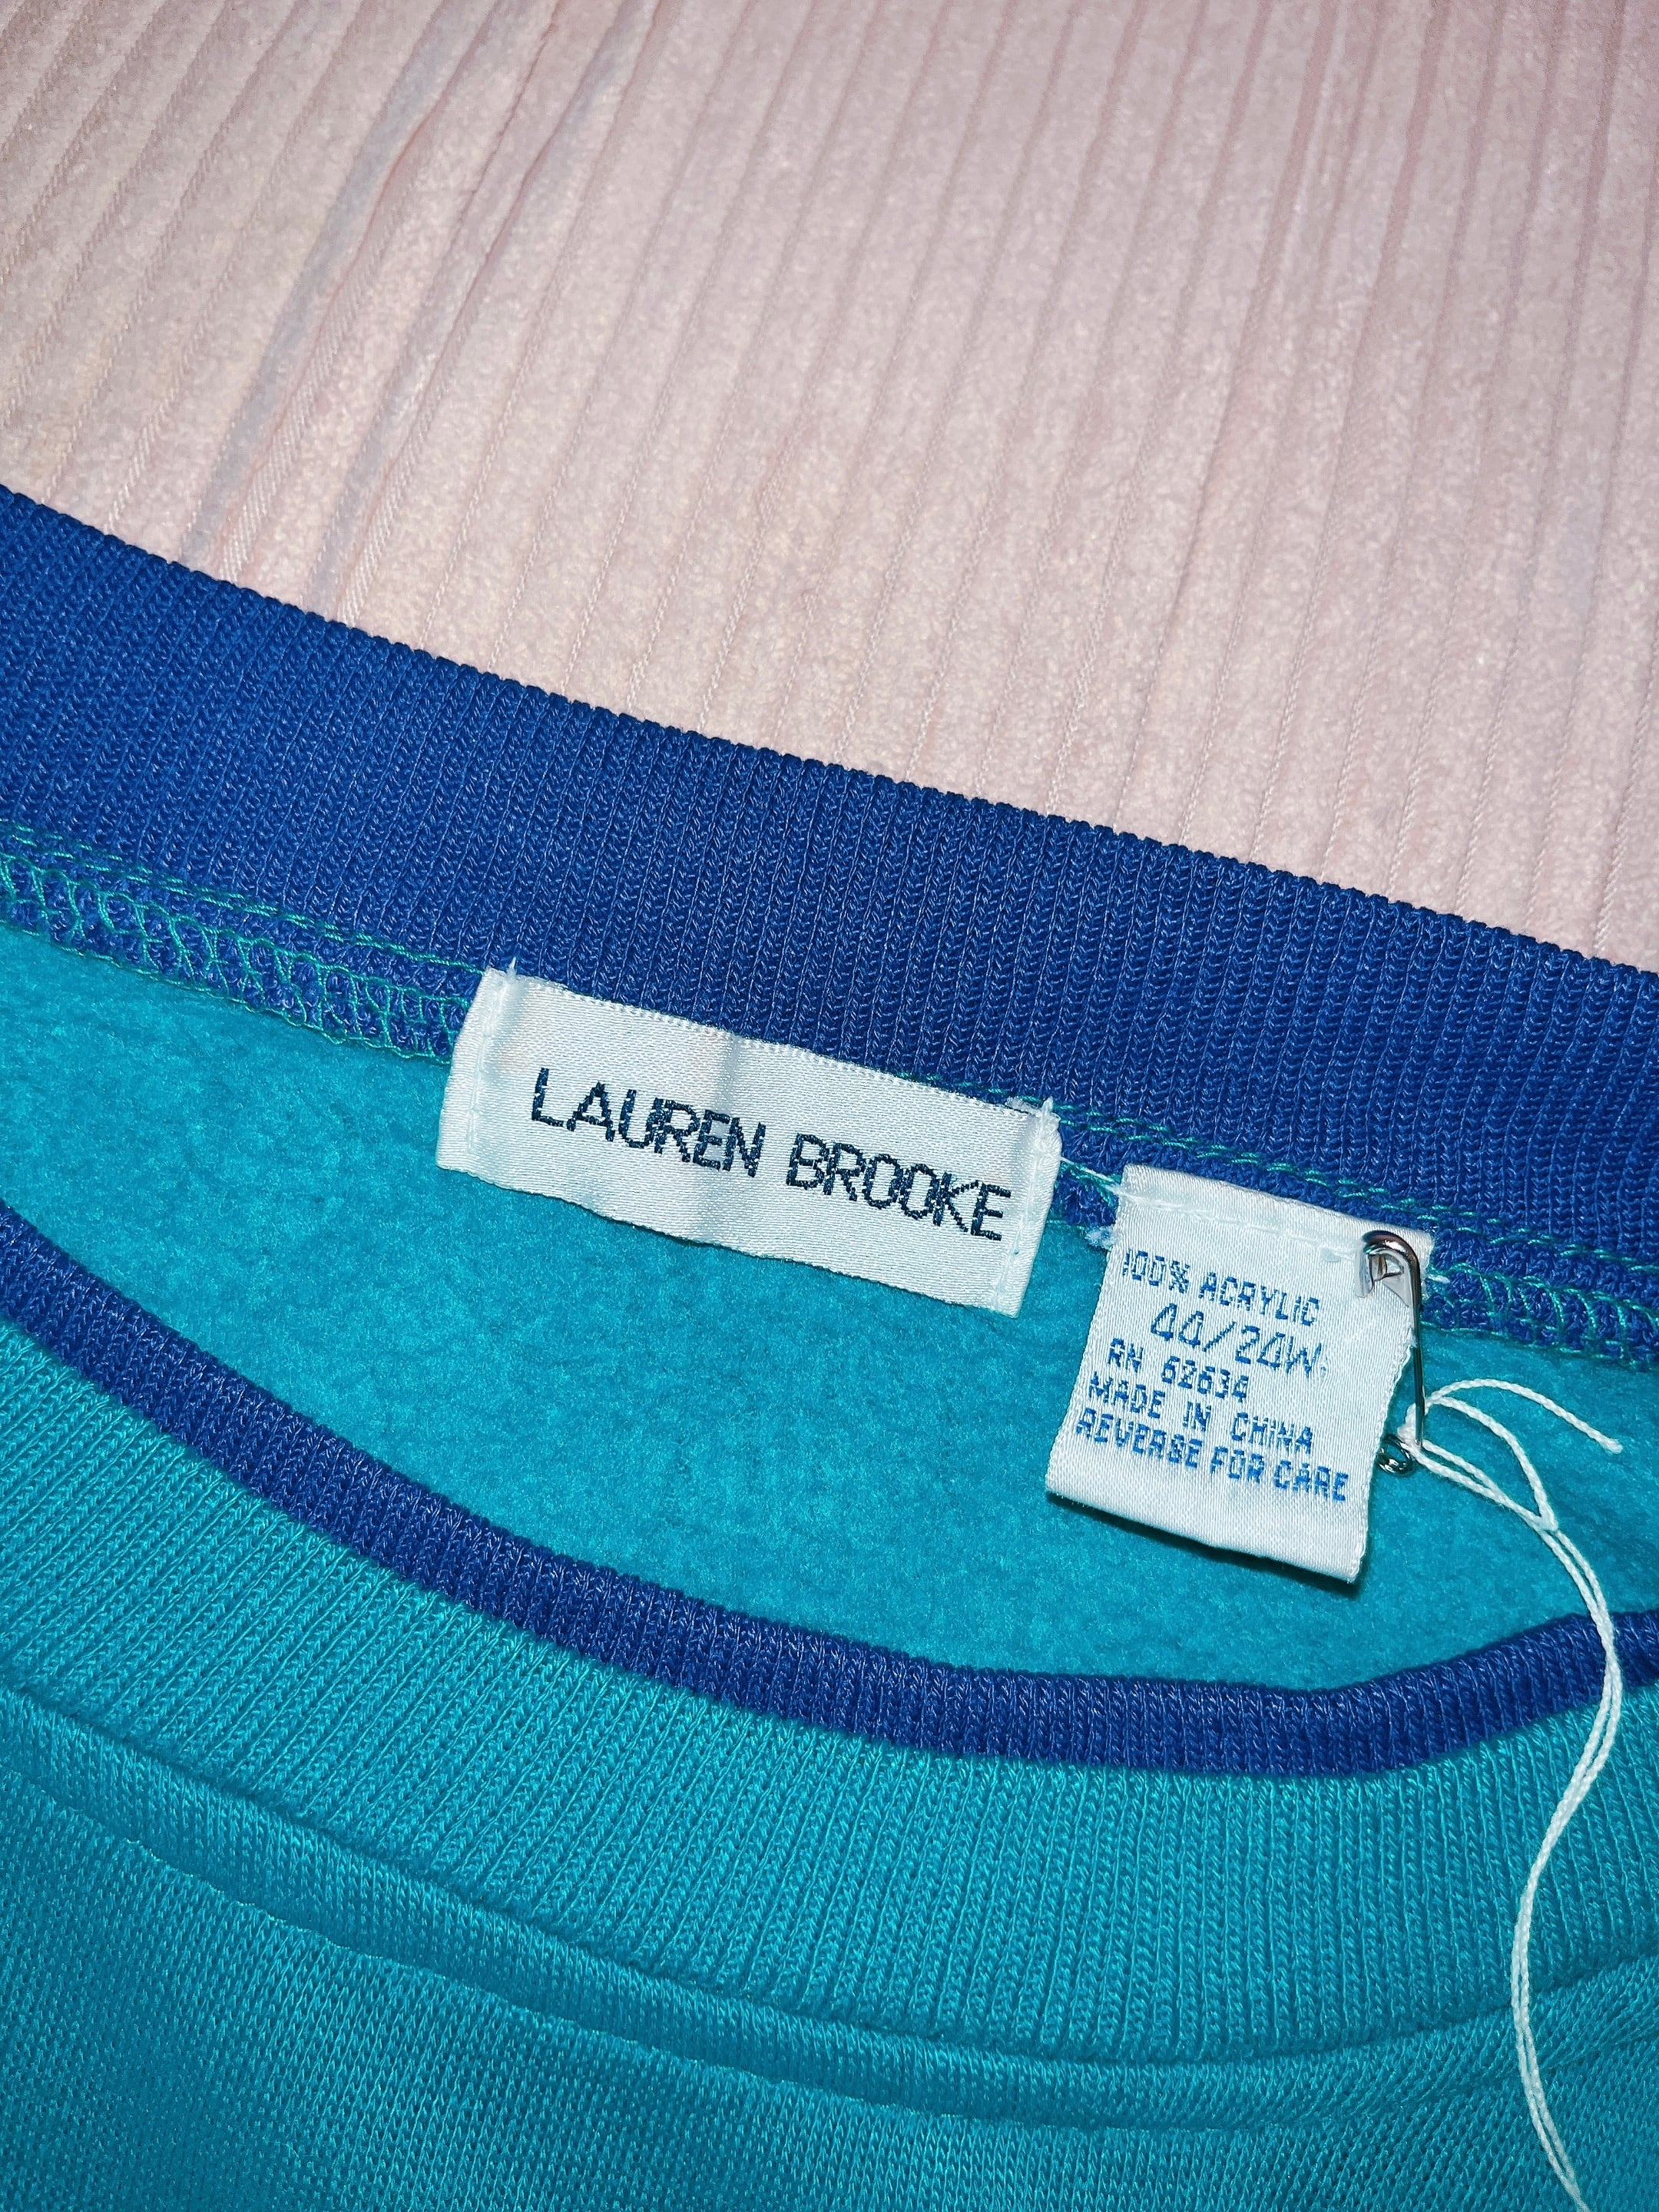 LAUREN BROOKE
100% ACRYLIC
44/24W.
RN 62634
MADE IN CHINA
REVERSE FOR CARE